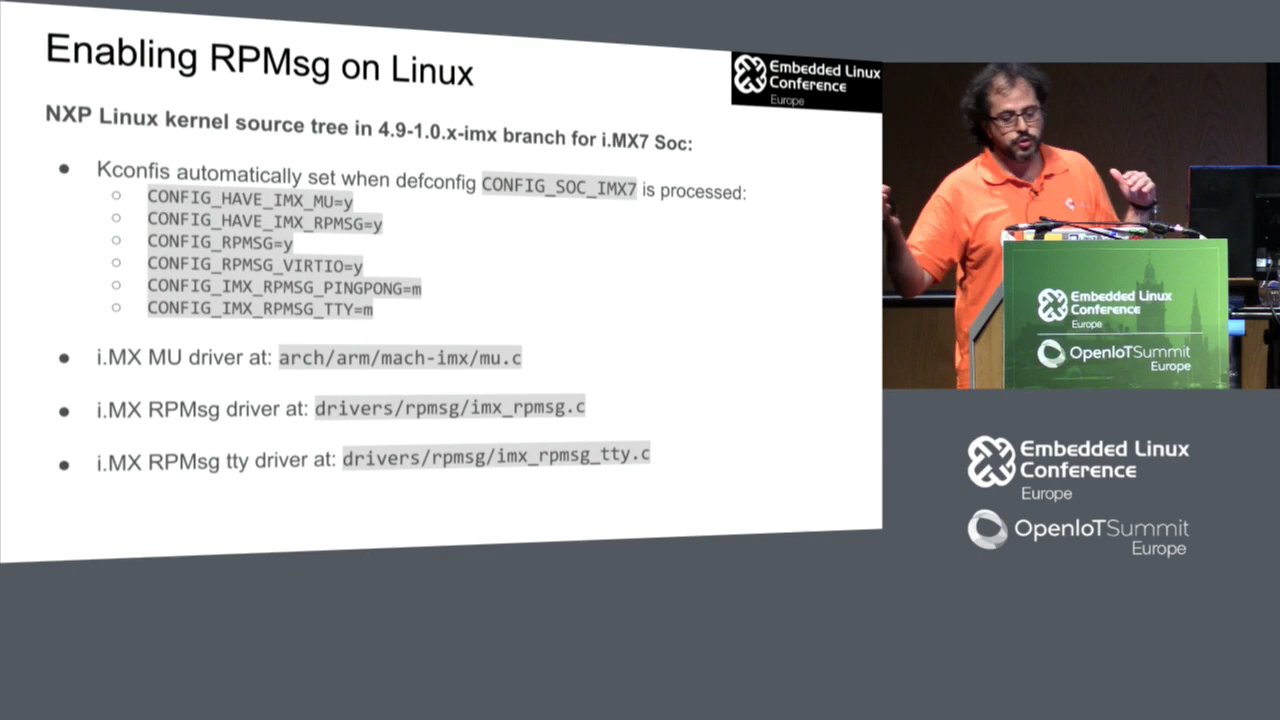 Enabling RPMsg on Linux
Embedded Linux
Conference
Europe
NXP Linux kernel source tree in 4.9-1.0.x-imx branch for i.MX7 Soc:
Kconfis automatically set when defconfig CONFIG_SOC_IMX7 is processed:
CONFIG_HAVE_IMX_MU=y
CONFIG_HAVE_IMX_RPMSG=y
CONFIG_RPMSG=y
CONFIG_RPMSG_VIRTIO=y
CONFIG_IMX_RPMSG_PINGPONG=m
CONFIG_IMX_RPMSG_TTY=m
i.MX MU driver at: arch/arm/mach-imx/mu.c
i.MX RPMsg driver at: drivers/rpmsg/imx_rpmsg.c
i.MX RPMsg tty driver at: drivers/rpmsg/imx_rpmsg_tty.c
Embedded Linux
Conference
Europe
OpenIoTSummit
Europe
Embedded Linux
Conference
Europe
OpenIoTSummit
Europe